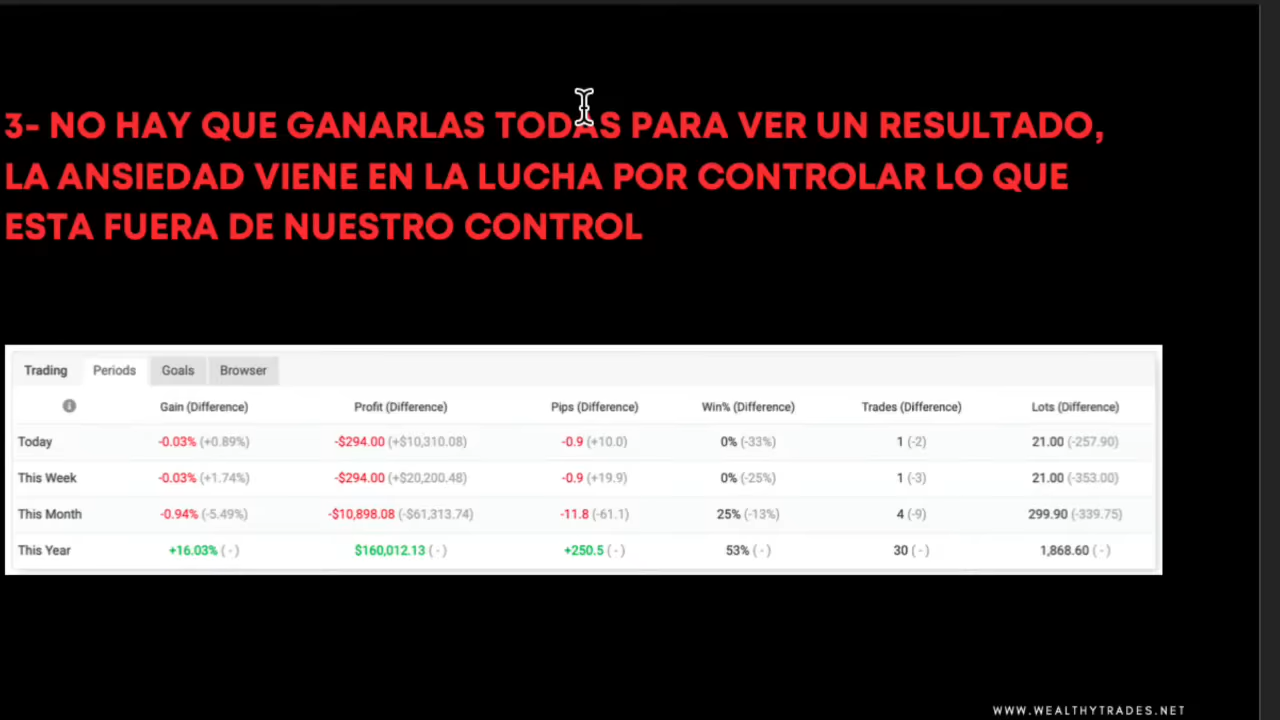 3- NO HAY QUE GANARLAS TODAS PARA VER UN RESULTADO,
LA ANSIEDAD VIENE EN LA LUCHA POR CONTROLAR LO QUE
ESTA FUERA DE NUESTRO CONTROL
Trading Periods Goals Browser
Gain (Difference) Profit (Difference) Pips (Difference) Win% (Difference) Trades (Difference) Lots (Difference)
Today -0.03% (+0.89%) -$294.00 (+$10,310.08) -0.9 (+10.0) 0% (-33%) 1 (-2) 21.00 (-257.90)
This Week -0.03% (+1.74%) -$294.00 (+$20,200.48) -0.9 (+19.9) 0% (-25%) 1 (-3) 21.00 (-353.00)
This Month -0.94% (-5.49%) -$10,898.08 (-$61,313.74) -11.8 (-61.1) 25% (-13%) 4 (-9) 299.90 (-339.75)
This Year +16.03% ( - ) $160,012.13 ( - ) +250.5 ( - ) 53% ( - ) 30 ( - ) 1,868.60 ( - )
WWW.WEALTHYTRADES.NET